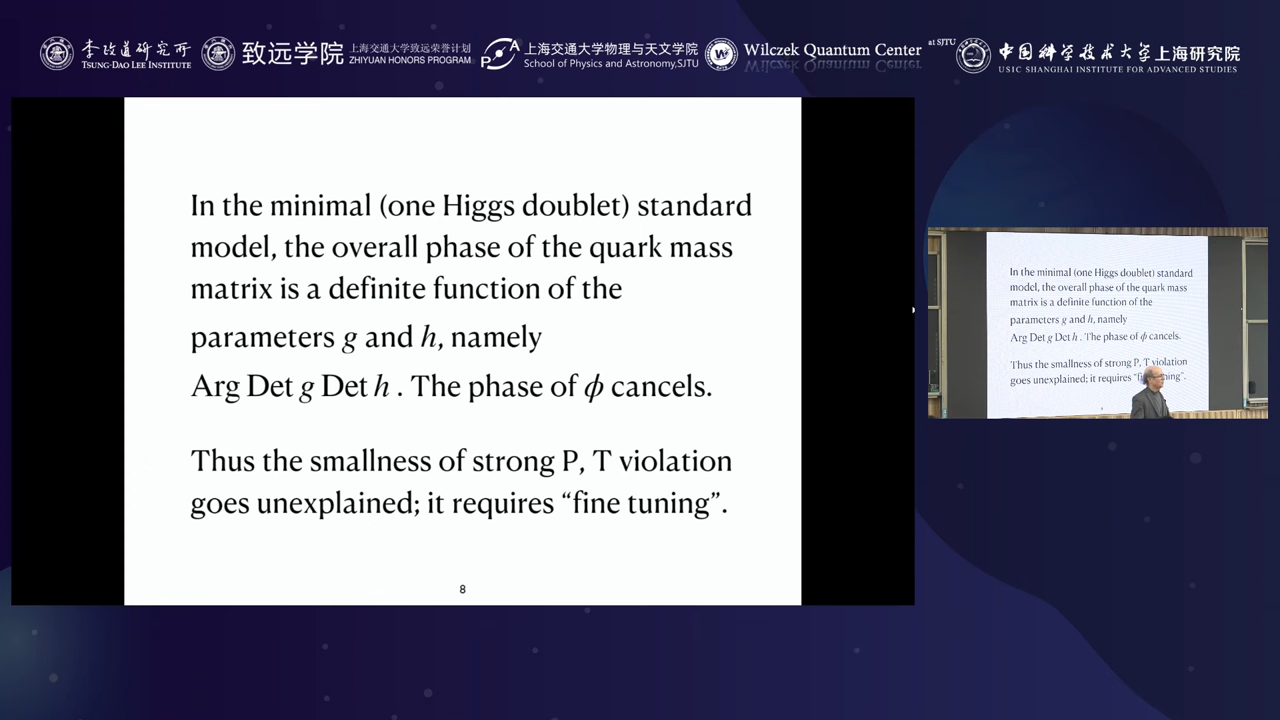 李政道研究所
TSUNG-DAO LEE INSTITUTE
致远学院
上海交通大学致远荣誉计划
ZHIYUAN HONORS PROGRAM
上海交通大学物理与天文学院
School of Physics and Astronomy,SJTU
Wilczek Quantum Center
at SJTU
中国科学技术大学上海研究院
USTC SHANGHAI INSTITUTE FOR ADVANCED STUDIES
In the minimal (one Higgs doublet) standard
model, the overall phase of the quark mass
matrix is a definite function of the
parameters g and h, namely
Arg Det g Det h . The phase of ϕ cancels.
Thus the smallness of strong P, T violation
goes unexplained; it requires “fine tuning”.
8
In the minimal (one Higgs doublet) standard
model, the overall phase of the quark mass
matrix is a definite function of the
parameters g and h, namely
Arg Det g Det h . The phase of ϕ cancels.
Thus the smallness of strong P, T violation
goes unexplained; it requires